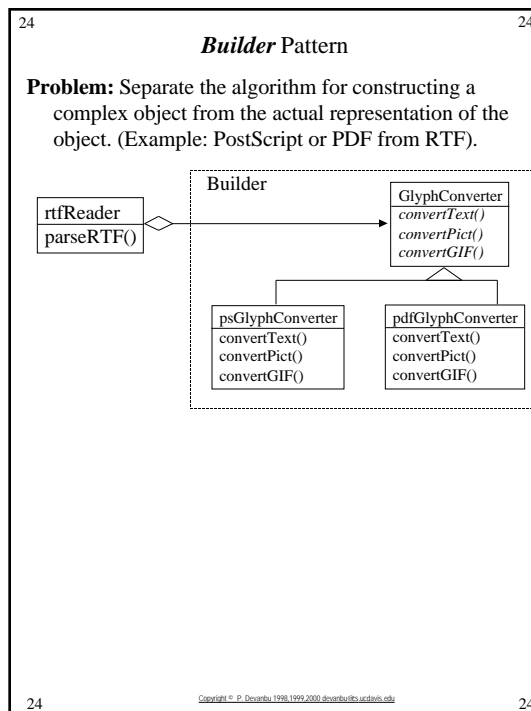 24
24
Builder Pattern
Problem: Separate the algorithm for constructing a
complex object from the actual representation of the
object. (Example: PostScript or PDF from RTF).
Builder
rtfReader
parseRTF()
GlyphConverter
convertText()
convertPict()
convertGIF()
psGlyphConverter
convertText()
convertPict()
convertGIF()
pdfGlyphConverter
convertText()
convertPict()
convertGIF()
24
Copyright © P. Devanbu 1998,1999,2000 devanbu@its.ucdavis.edu
24